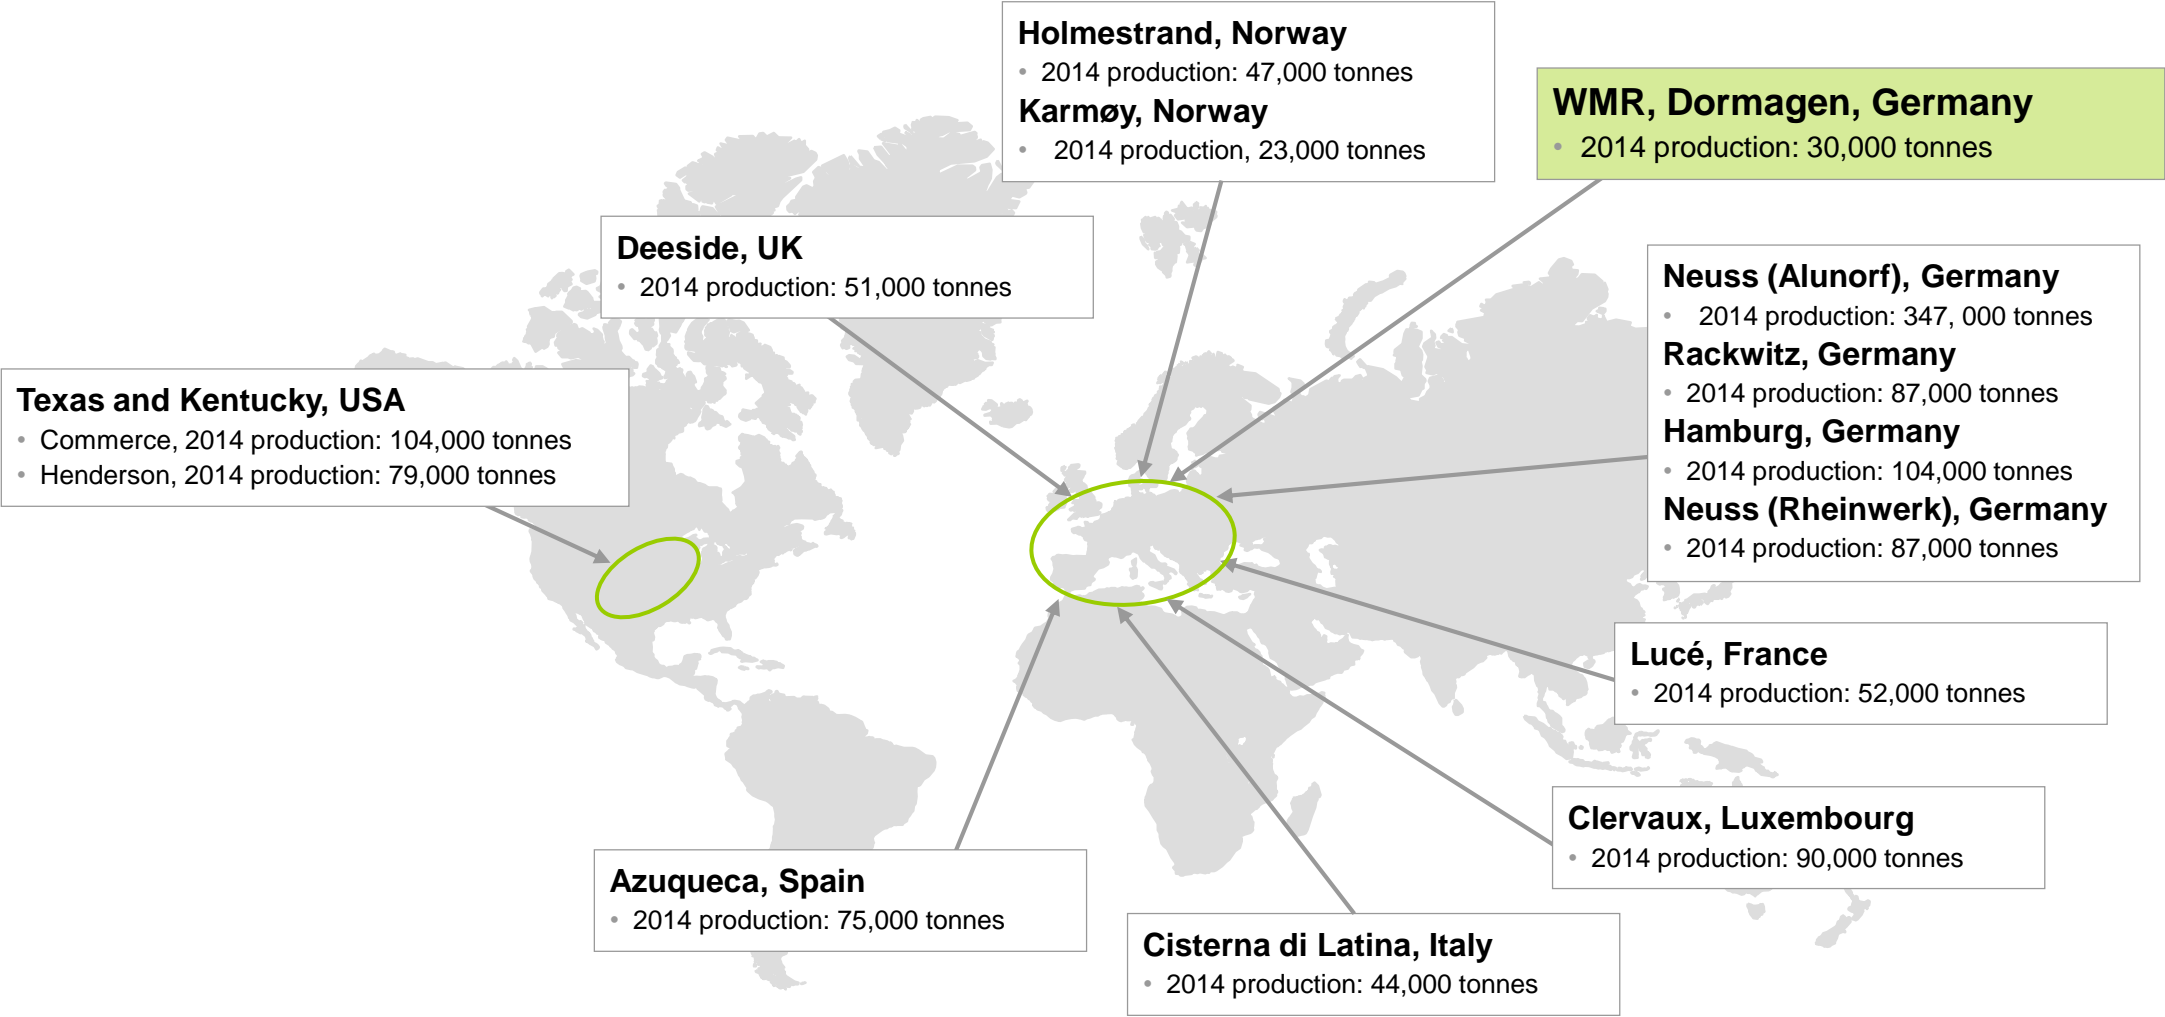 Holmestrand, Norway
• 2014 production: 47,000 tonnes
Karmøy, Norway
• 2014 production, 23,000 tonnes
WMR, Dormagen, Germany
• 2014 production: 30,000 tonnes
Deeside, UK
• 2014 production: 51,000 tonnes
Neuss (Alunorf), Germany
• 2014 production: 347, 000 tonnes
Rackwitz, Germany
• 2014 production: 87,000 tonnes
Hamburg, Germany
• 2014 production: 104,000 tonnes
Neuss (Rheinwerk), Germany
• 2014 production: 87,000 tonnes
Texas and Kentucky, USA
• Commerce, 2014 production: 104,000 tonnes
• Henderson, 2014 production: 79,000 tonnes
Lucé, France
• 2014 production: 52,000 tonnes
Clervaux, Luxembourg
• 2014 production: 90,000 tonnes
Azuqueca, Spain
• 2014 production: 75,000 tonnes
Cisterna di Latina, Italy
• 2014 production: 44,000 tonnes